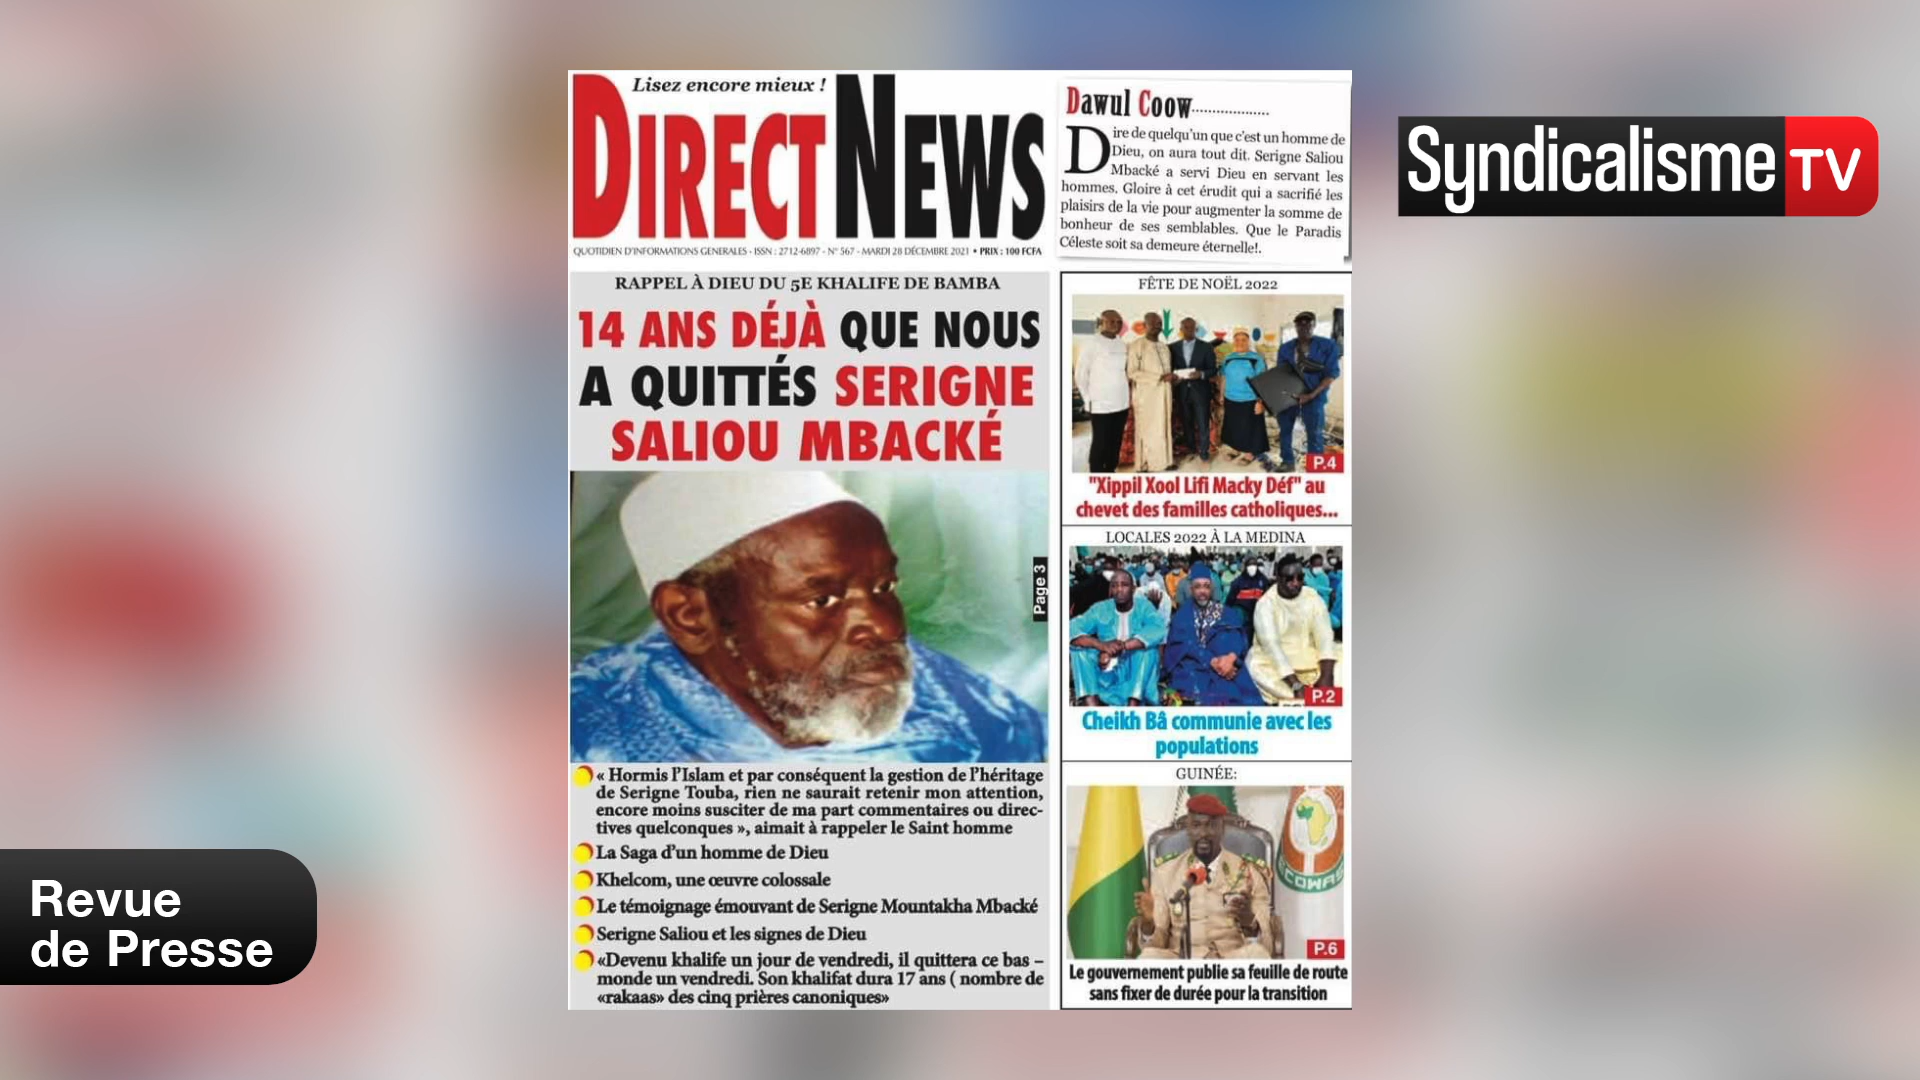 Lisez encore mieux !
DIRECT NEWS
QUOTIDIEN D'INFORMATIONS GENERALES - ISSN : 2712-6897 - N° 567 - MARDI 28 DÉCEMBRE 2021 • PRIX : 100 FCFA
Dawul Coow...................
Dire de quelqu'un que c'est un homme de
Dieu, on aura tout dit. Serigne Saliou
Mbacké a servi Dieu en servant les
hommes. Gloire à cet érudit qui a sacrifié les
plaisirs de la vie pour augmenter la somme de
bonheur de ses semblables. Que le Paradis
Céleste soit sa demeure éternelle!.
Syndicalisme TV
RAPPEL À DIEU DU 5E KHALIFE DE BAMBA
14 ANS DÉJÀ QUE NOUS
A QUITTÉS SERIGNE
SALIOU MBACKÉ
Page 3
« Hormis l'Islam et par conséquent la gestion de l'héritage
de Serigne Touba, rien ne saurait retenir mon attention,
encore moins susciter de ma part commentaires ou direc-
tives quelconques », aimait à rappeler le Saint homme
La Saga d'un homme de Dieu
Khelcom, une œuvre colossale
Le témoignage émouvant de Serigne Mountakha Mbacké
Serigne Saliou et les signes de Dieu
«Devenu khalife un jour de vendredi, il quittera ce bas –
monde un vendredi. Son khalifat dura 17 ans ( nombre de
«rakaas» des cinq prières canoniques»
FÊTE DE NOËL 2022
P.4
"Xippil Xool Lifi Macky Déf" au
chevet des familles catholiques...
LOCALES 2022 À LA MEDINA
P.2
Cheikh Bâ communie avec les
populations
GUINÉE:
ECOWAS
P.6
Le gouvernement publie sa feuille de route
sans fixer de durée pour la transition
Revue
de Presse